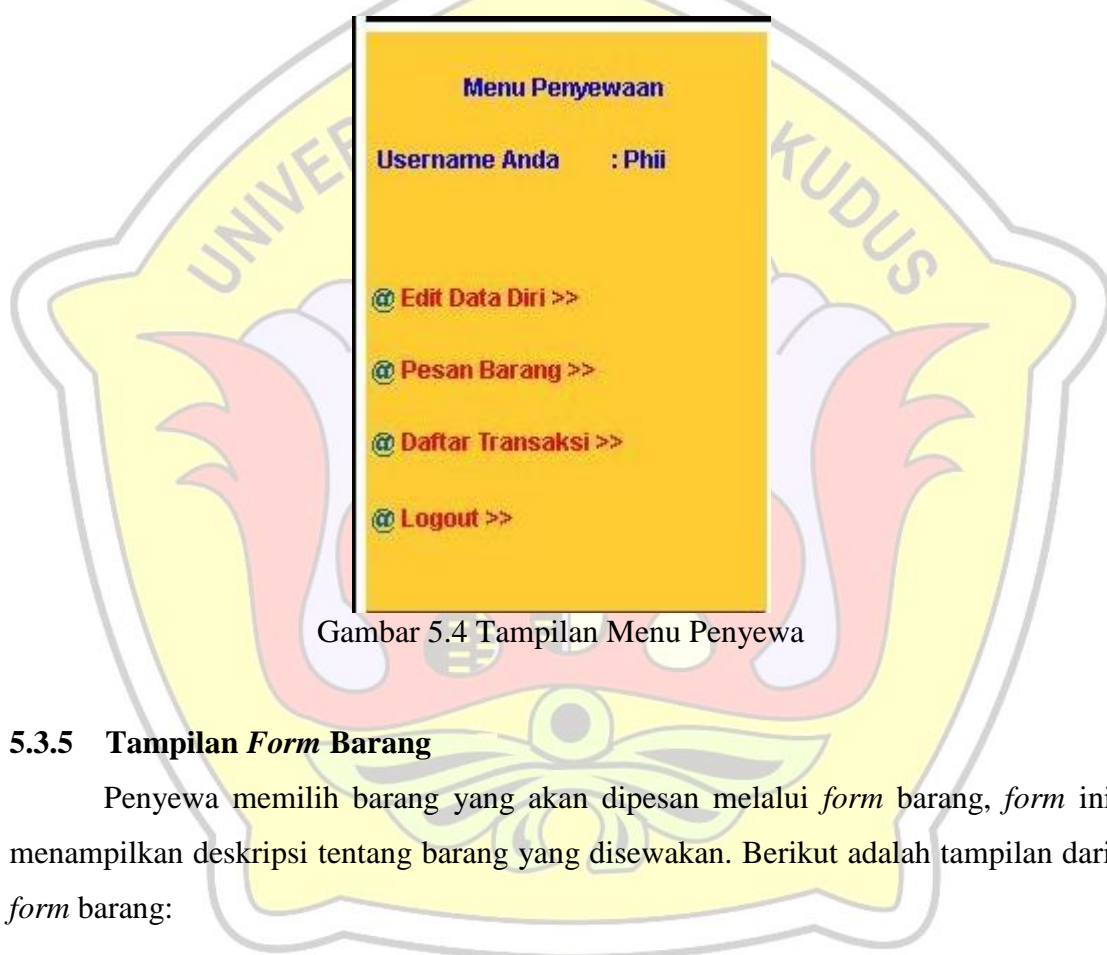 Menu Penyewaan
Username Anda : Phii
@ Edit Data Diri >>
@ Pesan Barang >>
@ Daftar Transaksi >>
@ Logout >>
Gambar 5.4 Tampilan Menu Penyewa
5.3.5 Tampilan Form Barang
Penyewa memilih barang yang akan dipesan melalui form barang, form ini
menampilkan deskripsi tentang barang yang disewakan. Berikut adalah tampilan dari
form barang:
KUDUS